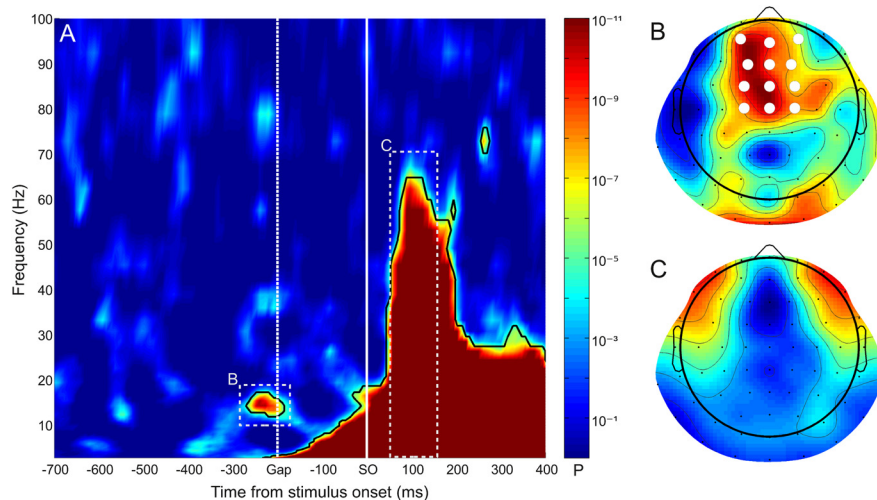 A
B
C
100
90
80
70
60
50
40
30
20
10
Frequency (Hz)
-700 -600 -500 -400 -300 Gap -100 SO 100 200 300 400
Time from stimulus onset (ms)
10⁻¹¹
10⁻⁹
10⁻⁷
10⁻⁵
10⁻³
10⁻¹
P
B
C